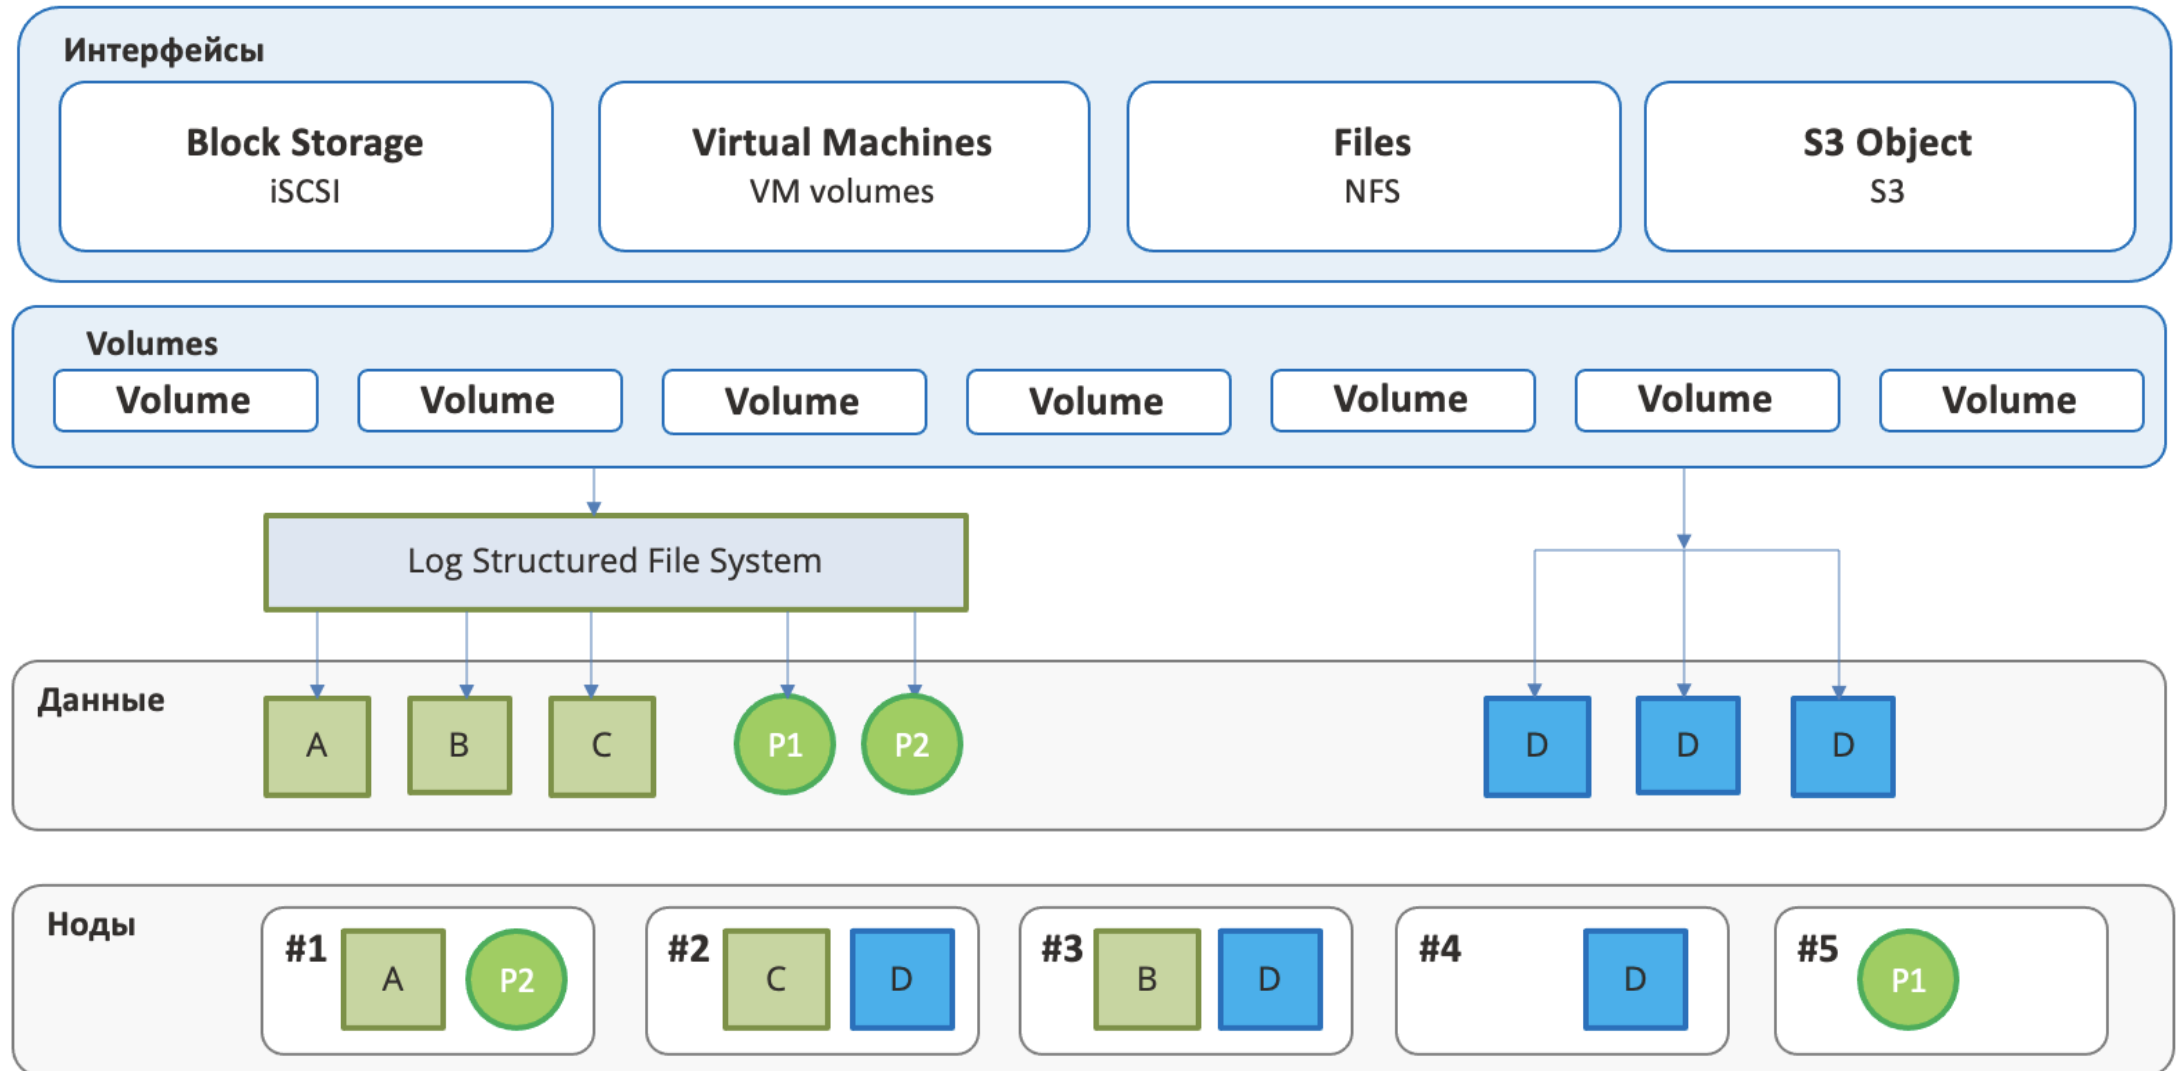 Интерфейсы
Block Storage
iSCSI
Virtual Machines
VM volumes
Files
NFS
S3 Object
S3
Volumes
Volume
Volume
Volume
Volume
Volume
Volume
Volume
Log Structured File System
Данные
A
B
C
P1
P2
D
D
D
Ноды
#1
A
P2
#2
C
D
#3
B
D
#4
D
#5
P1